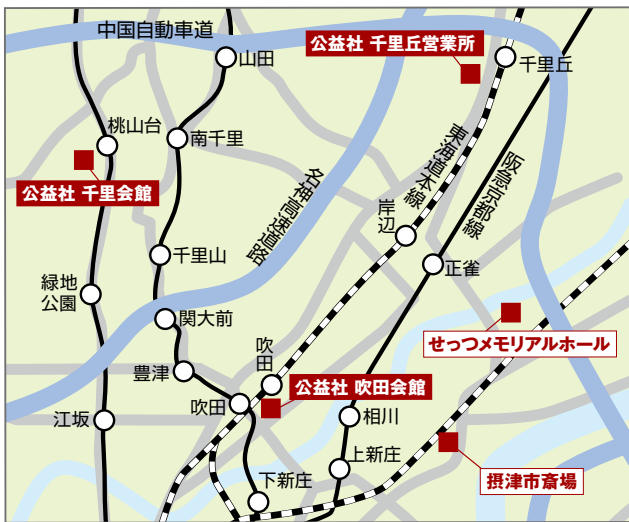 中国自動車道
公益社 千里丘営業所
山田
千里丘
桃山台
南千里
東海道本線
阪急京都線
公益社 千里会館
名神高速道路
岸辺
正雀
千里山
緑地
公園
関大前
せっつメモリアルホール
豊津
吹田
公益社 吹田会館
吹田
江坂
相川
上新庄
摂津市斎場
下新庄